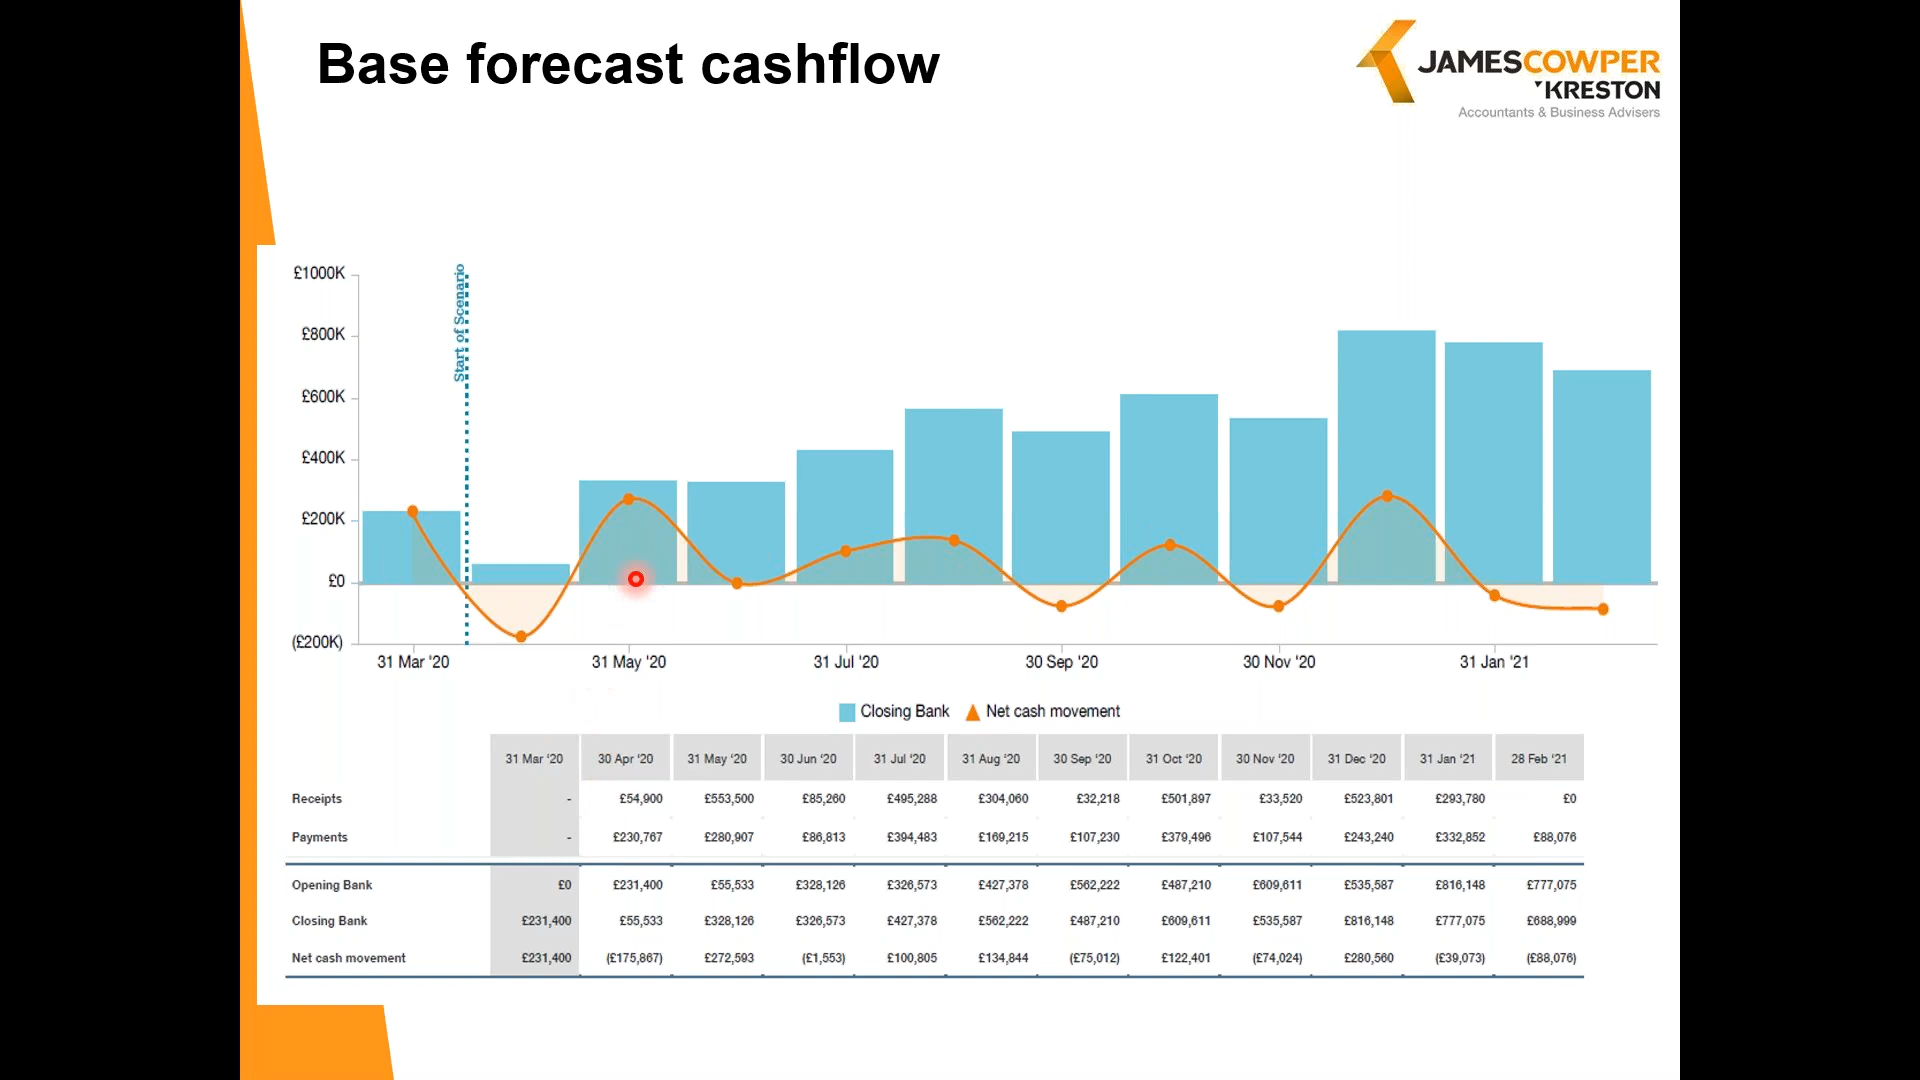 Base forecast cashflow
JAMESCOWPER
KRESTON
Accountants & Business Advisers
£1000K
£800K
£600K
£400K
£200K
£0
(£200K)
Start of Scenario
31 Mar '20 31 May '20 31 Jul '20 30 Sep '20 30 Nov '20 31 Jan '21
Closing Bank Net cash movement
31 Mar '20 30 Apr '20 31 May '20 30 Jun '20 31 Jul '20 31 Aug '20 30 Sep '20 31 Oct '20 30 Nov '20 31 Dec '20 31 Jan '21 28 Feb '21
Receipts - £54,900 £553,500 £85,260 £495,288 £304,060 £32,218 £501,897 £33,520 £523,801 £293,780 £0
Payments - £230,767 £280,907 £86,813 £394,483 £169,215 £107,230 £379,496 £107,544 £243,240 £332,852 £88,076
Opening Bank £0 £231,400 £55,533 £328,126 £326,573 £427,378 £562,222 £487,210 £609,611 £535,587 £816,148 £777,075
Closing Bank £231,400 £55,533 £328,126 £326,573 £427,378 £562,222 £487,210 £609,611 £535,587 £816,148 £777,075 £688,999
Net cash movement £231,400 (£175,867) £272,593 (£1,553) £100,805 £134,844 (£75,012) £122,401 (£74,024) £280,560 (£39,073) (£88,076)